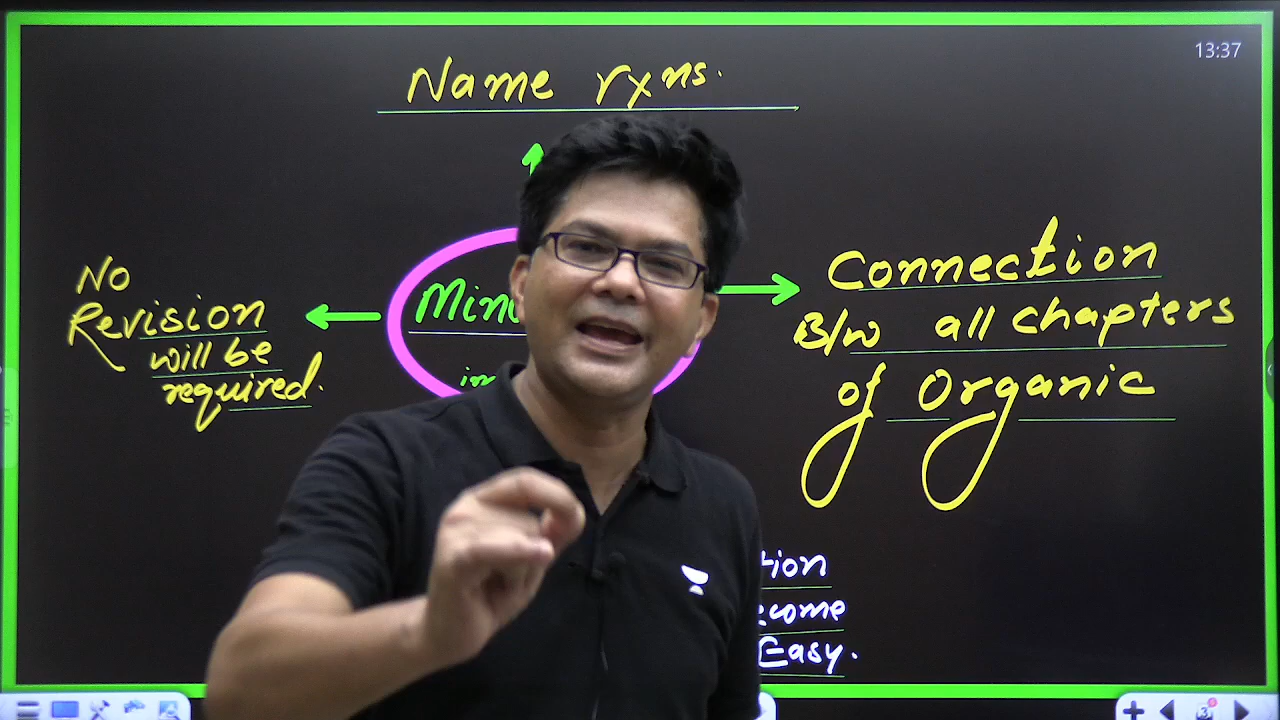 13:37
Name rxns.
No
Revision
will be
required.
Connection
B/w all chapters
of Organic
Easy.